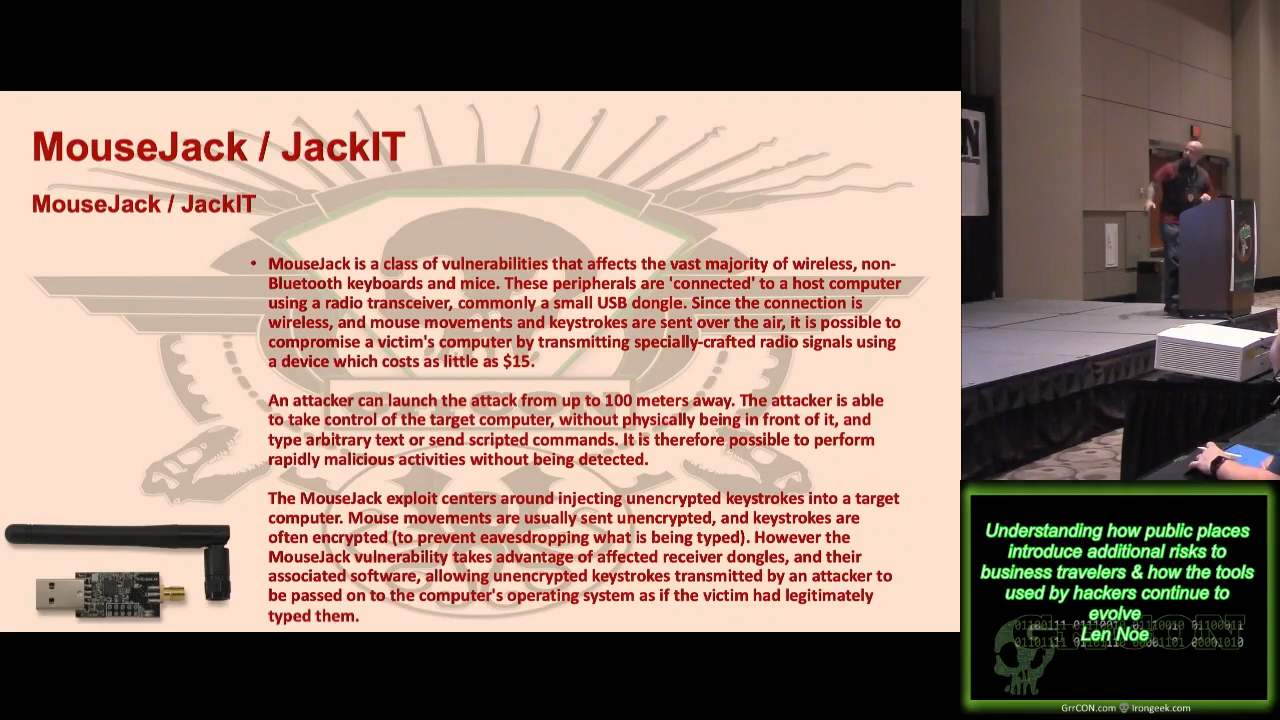 MouseJack / JackIT
MouseJack / JackIT
• MouseJack is a class of vulnerabilities that affects the vast majority of wireless, non-
Bluetooth keyboards and mice. These peripherals are 'connected' to a host computer
using a radio transceiver, commonly a small USB dongle. Since the connection is
wireless, and mouse movements and keystrokes are sent over the air, it is possible to
compromise a victim's computer by transmitting specially-crafted radio signals using
a device which costs as little as $15.
An attacker can launch the attack from up to 100 meters away. The attacker is able
to take control of the target computer, without physically being in front of it, and
type arbitrary text or send scripted commands. It is therefore possible to perform
rapidly malicious activities without being detected.
The MouseJack exploit centers around injecting unencrypted keystrokes into a target
computer. Mouse movements are usually sent unencrypted, and keystrokes are
often encrypted (to prevent eavesdropping what is being typed). However the
MouseJack vulnerability takes advantage of affected receiver dongles, and their
associated software, allowing unencrypted keystrokes transmitted by an attacker to
be passed on to the computer's operating system as if the victim had legitimately
typed them.
Understanding how public places
introduce additional risks to
business travelers & how the tools
used by hackers continue to
evolve
Len Noe
GrrCON.com Irongeek.com